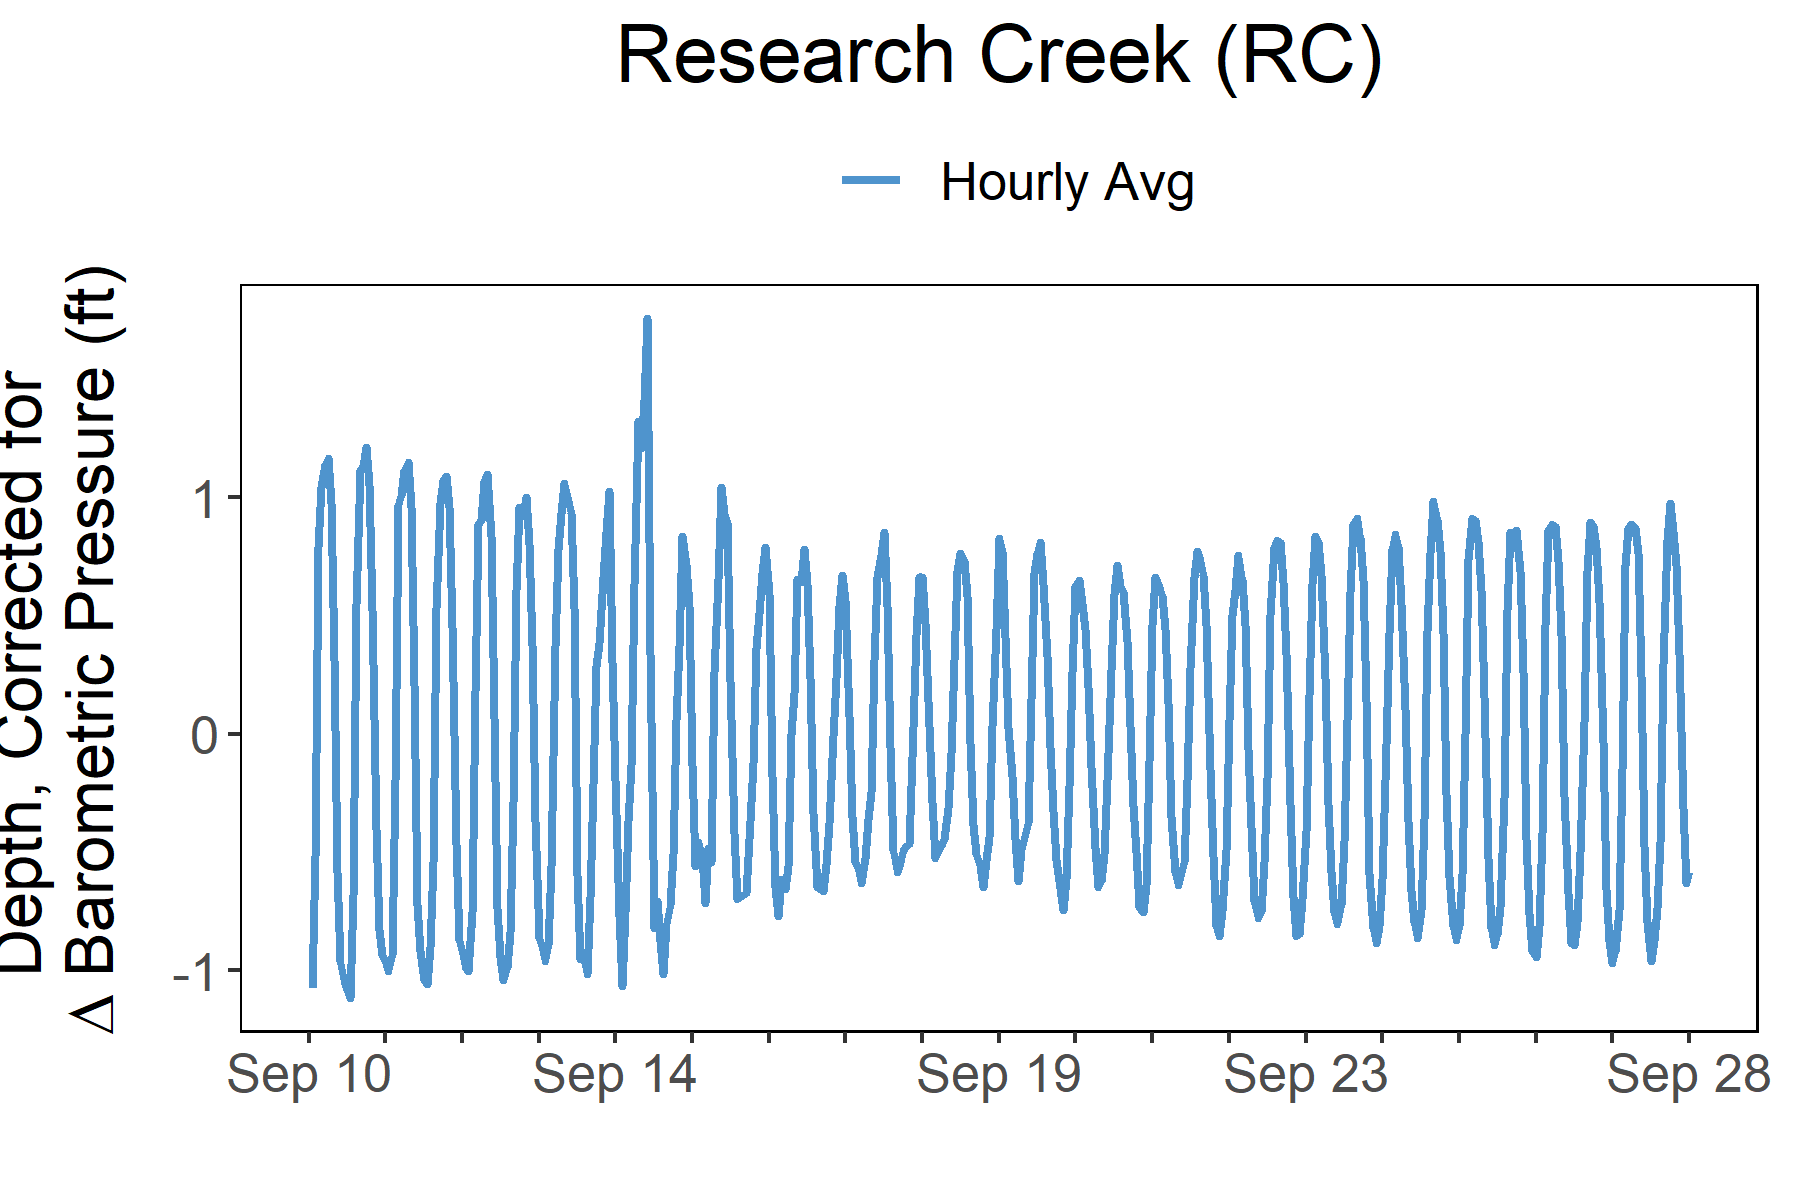 Research Creek (RC)
Hourly Avg
Depth, Corrected for
Δ Barometric Pressure (ft)
1
0
-1
Sep 10
Sep 14
Sep 19
Sep 23
Sep 28